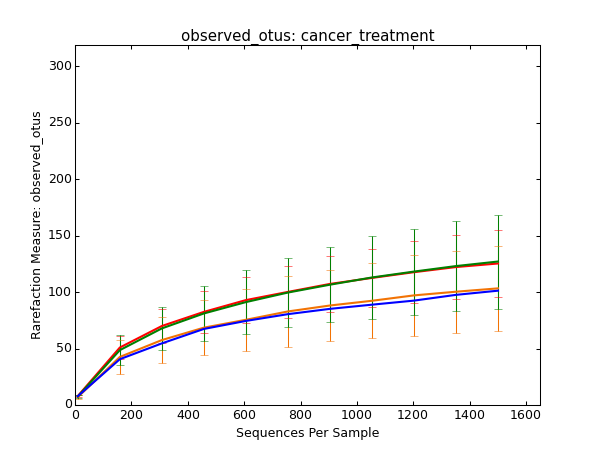 observed_otus: cancer_treatment
300
250
200
150
100
50
0
0 200 400 600 800 1000 1200 1400 1600
Rarefaction Measure: observed_otus
Sequences Per Sample